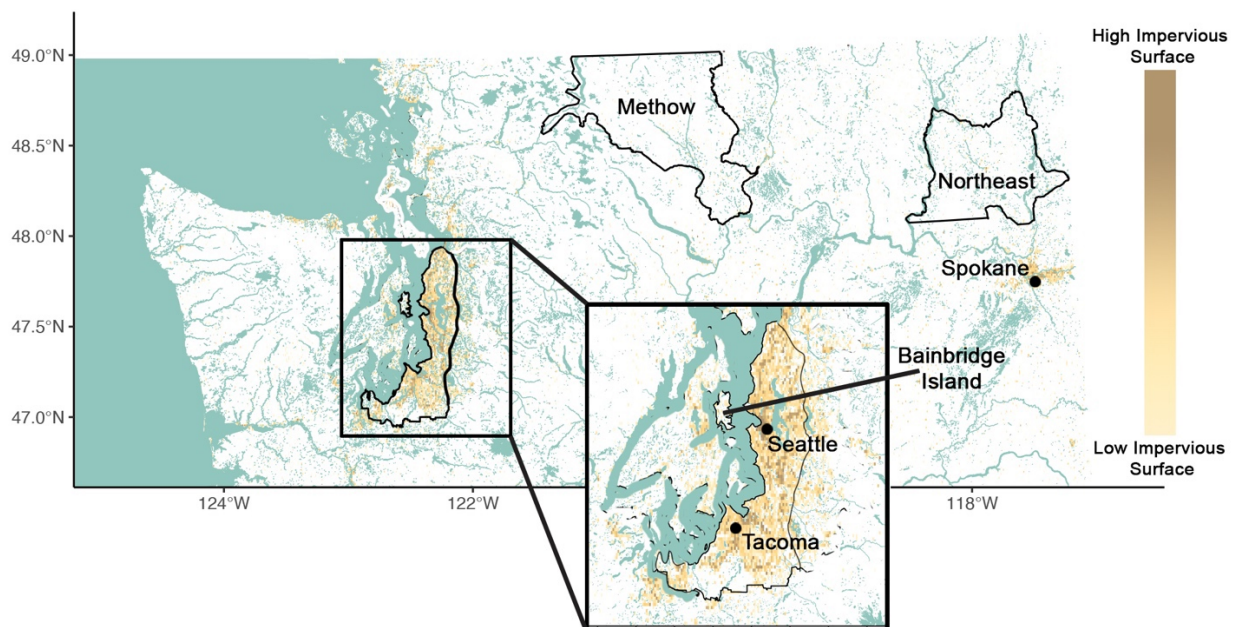 49.0°N
48.5°N
48.0°N
47.5°N
47.0°N
124°W
122°W
118°W
Methow
Northeast
Spokane
Bainbridge
Island
Seattle
Tacoma
High Impervious
Surface
Low Impervious
Surface